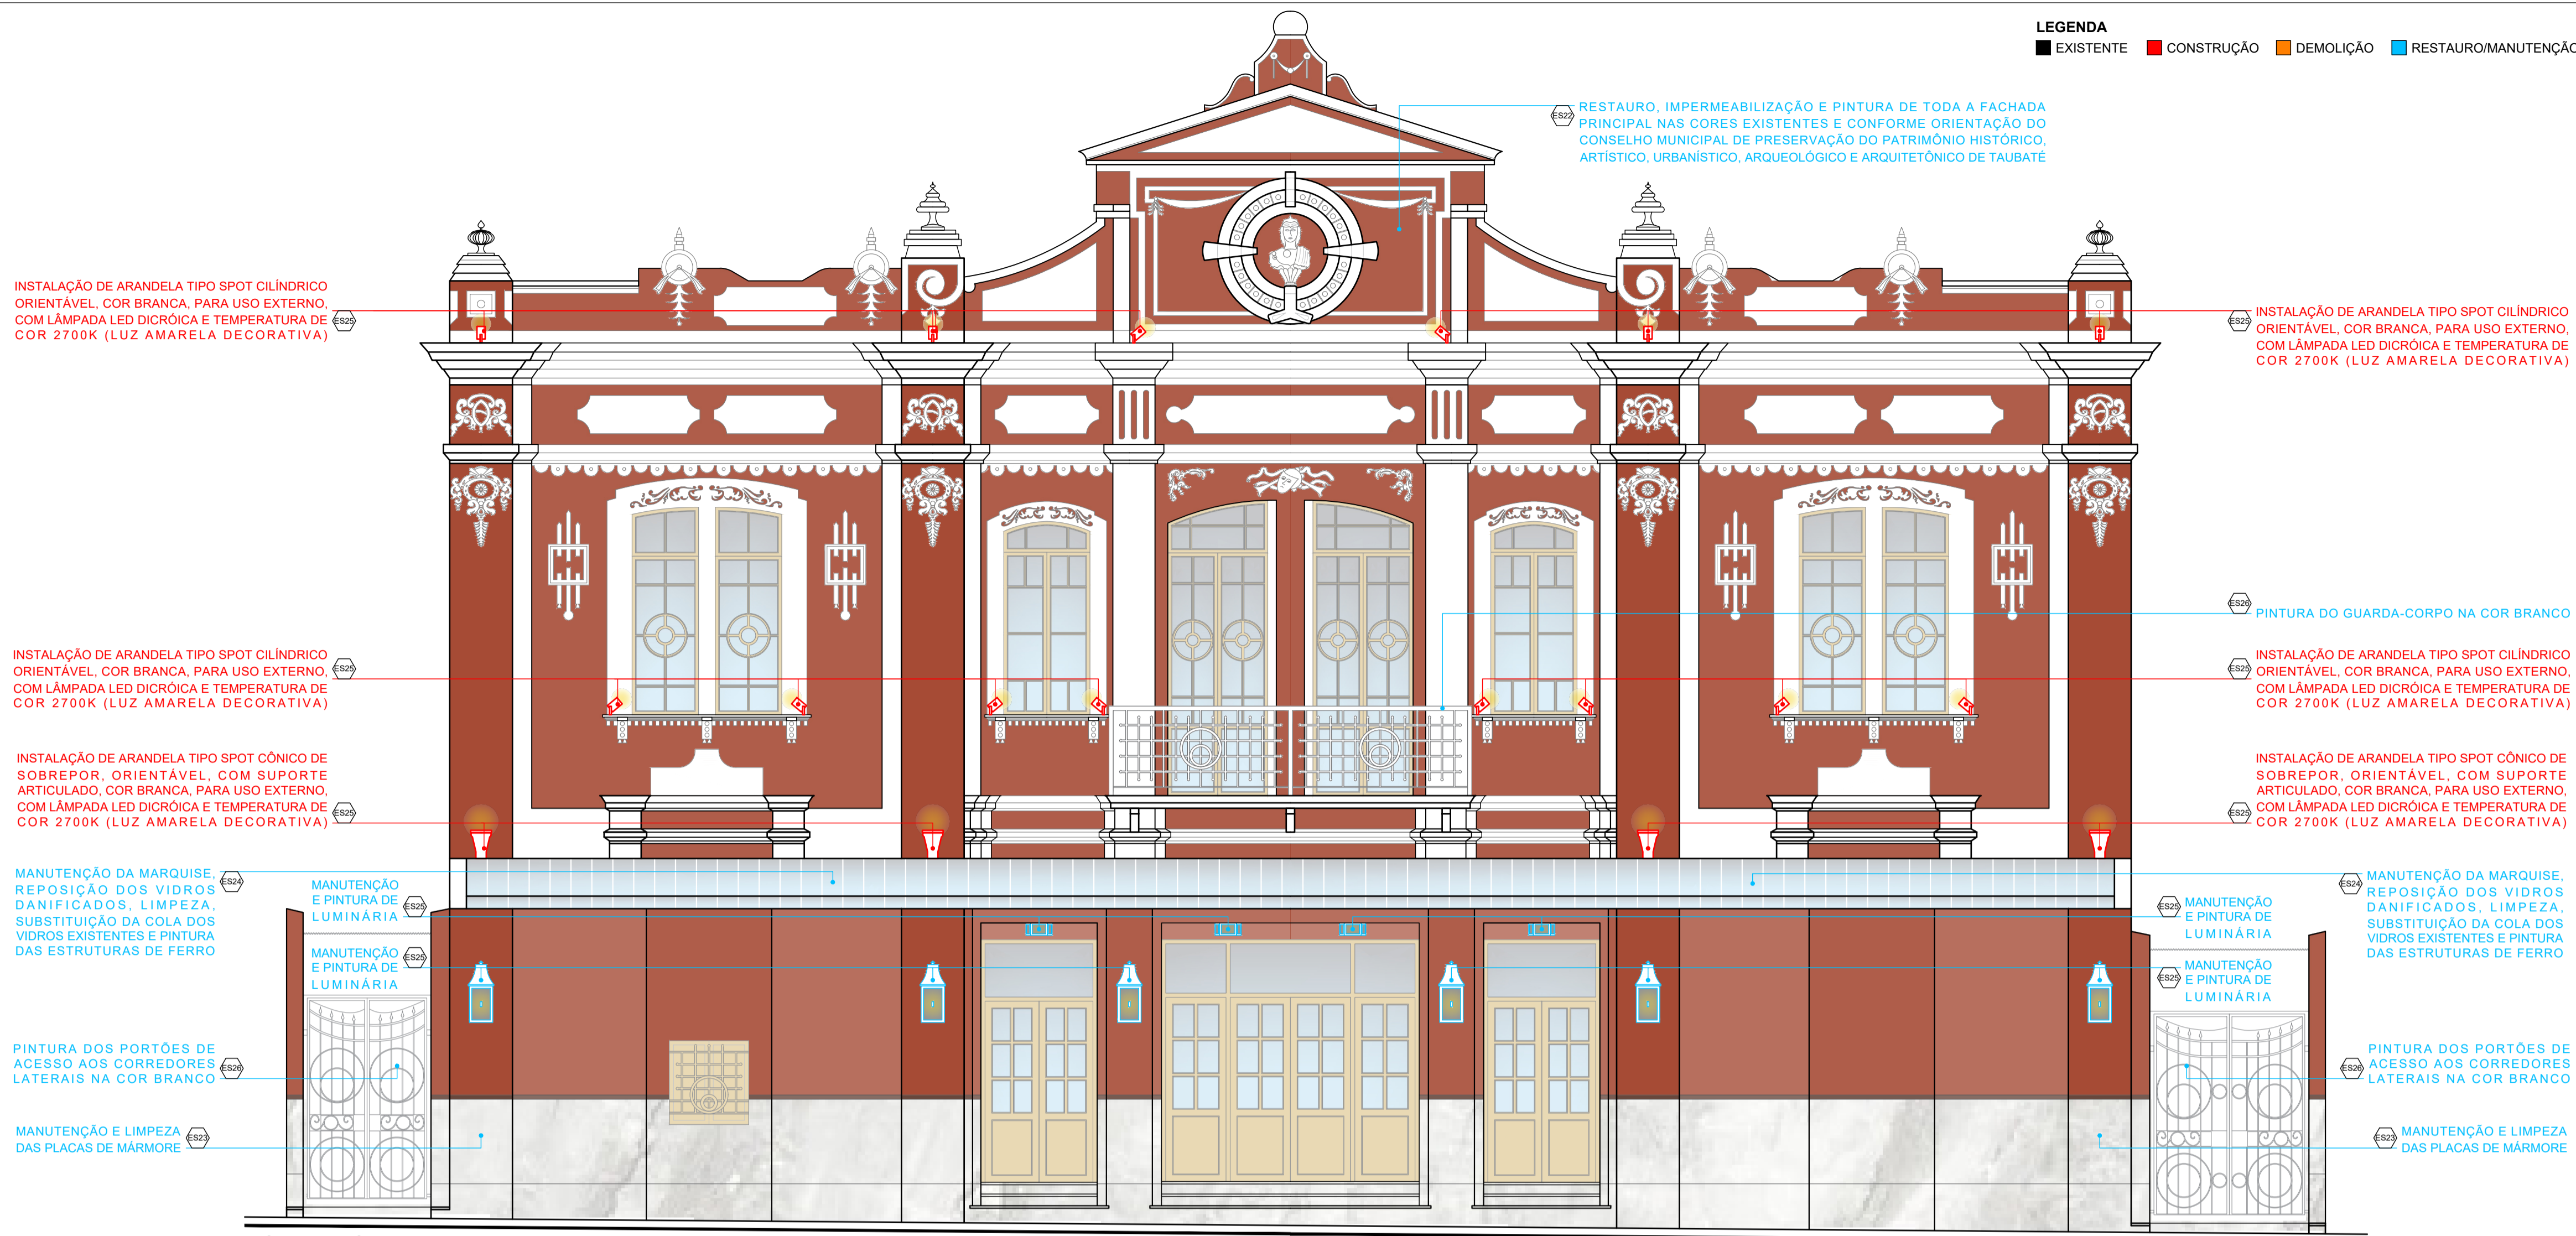 LEGENDA
EXISTENTE CONSTRUÇÃO DEMOLIÇÃO RESTAURO/MANUTENÇÃO
ES22
RESTAURO, IMPERMEABILIZAÇÃO E PINTURA DE TODA A FACHADA
PRINCIPAL NAS CORES EXISTENTES E CONFORME ORIENTAÇÃO DO
CONSELHO MUNICIPAL DE PRESERVAÇÃO DO PATRIMÔNIO HISTÓRICO,
ARTÍSTICO, URBANÍSTICO, ARQUEOLÓGICO E ARQUITETÔNICO DE TAUBATÉ
INSTALAÇÃO DE ARANDELA TIPO SPOT CILÍNDRICO
ORIENTÁVEL, COR BRANCA, PARA USO EXTERNO,
COM LÂMPADA LED DICRÓICA E TEMPERATURA DE
COR 2700K (LUZ AMARELA DECORATIVA)
ES25
INSTALAÇÃO DE ARANDELA TIPO SPOT CILÍNDRICO
ORIENTÁVEL, COR BRANCA, PARA USO EXTERNO,
COM LÂMPADA LED DICRÓICA E TEMPERATURA DE
COR 2700K (LUZ AMARELA DECORATIVA)
ES25
INSTALAÇÃO DE ARANDELA TIPO SPOT CÔNICO DE
SOBREPOR, ORIENTÁVEL, COM SUPORTE
ARTICULADO, COR BRANCA, PARA USO EXTERNO,
COM LÂMPADA LED DICRÓICA E TEMPERATURA DE
COR 2700K (LUZ AMARELA DECORATIVA)
ES25
MANUTENÇÃO DA MARQUISE,
REPOSIÇÃO DOS VIDROS
DANIFICADOS, LIMPEZA,
SUBSTITUIÇÃO DA COLA DOS
VIDROS EXISTENTES E PINTURA
DAS ESTRUTURAS DE FERRO
ES24
MANUTENÇÃO
E PINTURA DE
LUMINÁRIA
ES25
MANUTENÇÃO
E PINTURA DE
LUMINÁRIA
ES25
PINTURA DOS PORTÕES DE
ACESSO AOS CORREDORES
LATERAIS NA COR BRANCO
ES26
MANUTENÇÃO E LIMPEZA
DAS PLACAS DE MÁRMORE
ES23
ES25
INSTALAÇÃO DE ARANDELA TIPO SPOT CILÍNDRICO
ORIENTÁVEL, COR BRANCA, PARA USO EXTERNO,
COM LÂMPADA LED DICRÓICA E TEMPERATURA DE
COR 2700K (LUZ AMARELA DECORATIVA)
ES26
PINTURA DO GUARDA-CORPO NA COR BRANCO
ES25
INSTALAÇÃO DE ARANDELA TIPO SPOT CILÍNDRICO
ORIENTÁVEL, COR BRANCA, PARA USO EXTERNO,
COM LÂMPADA LED DICRÓICA E TEMPERATURA DE
COR 2700K (LUZ AMARELA DECORATIVA)
ES25
INSTALAÇÃO DE ARANDELA TIPO SPOT CÔNICO DE
SOBREPOR, ORIENTÁVEL, COM SUPORTE
ARTICULADO, COR BRANCA, PARA USO EXTERNO,
COM LÂMPADA LED DICRÓICA E TEMPERATURA DE
COR 2700K (LUZ AMARELA DECORATIVA)
ES24
MANUTENÇÃO DA MARQUISE,
REPOSIÇÃO DOS VIDROS
DANIFICADOS, LIMPEZA,
SUBSTITUIÇÃO DA COLA DOS
VIDROS EXISTENTES E PINTURA
DAS ESTRUTURAS DE FERRO
ES25
MANUTENÇÃO
E PINTURA DE
LUMINÁRIA
ES25
MANUTENÇÃO
E PINTURA DE
LUMINÁRIA
ES26
PINTURA DOS PORTÕES DE
ACESSO AOS CORREDORES
LATERAIS NA COR BRANCO
ES23
MANUTENÇÃO E LIMPEZA
DAS PLACAS DE MÁRMORE